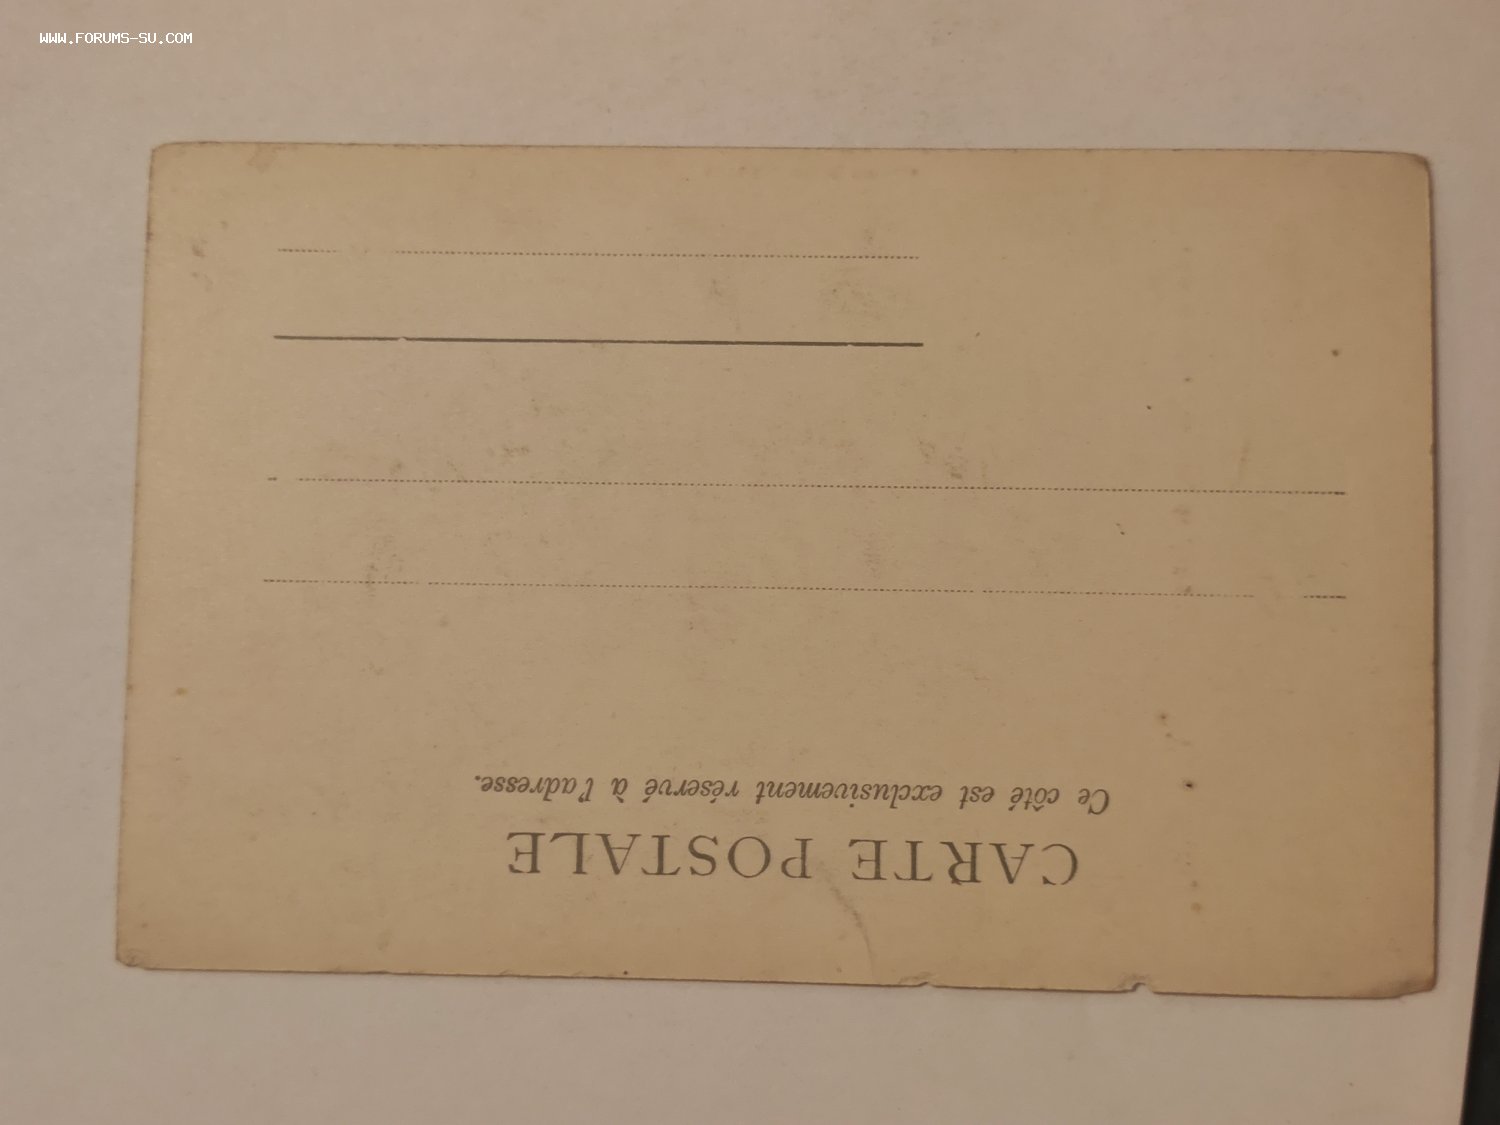 WWW.FORUMS-SU.COM
CARTE POSTALE
Ce côté est exclusivement réservé à l'adresse.